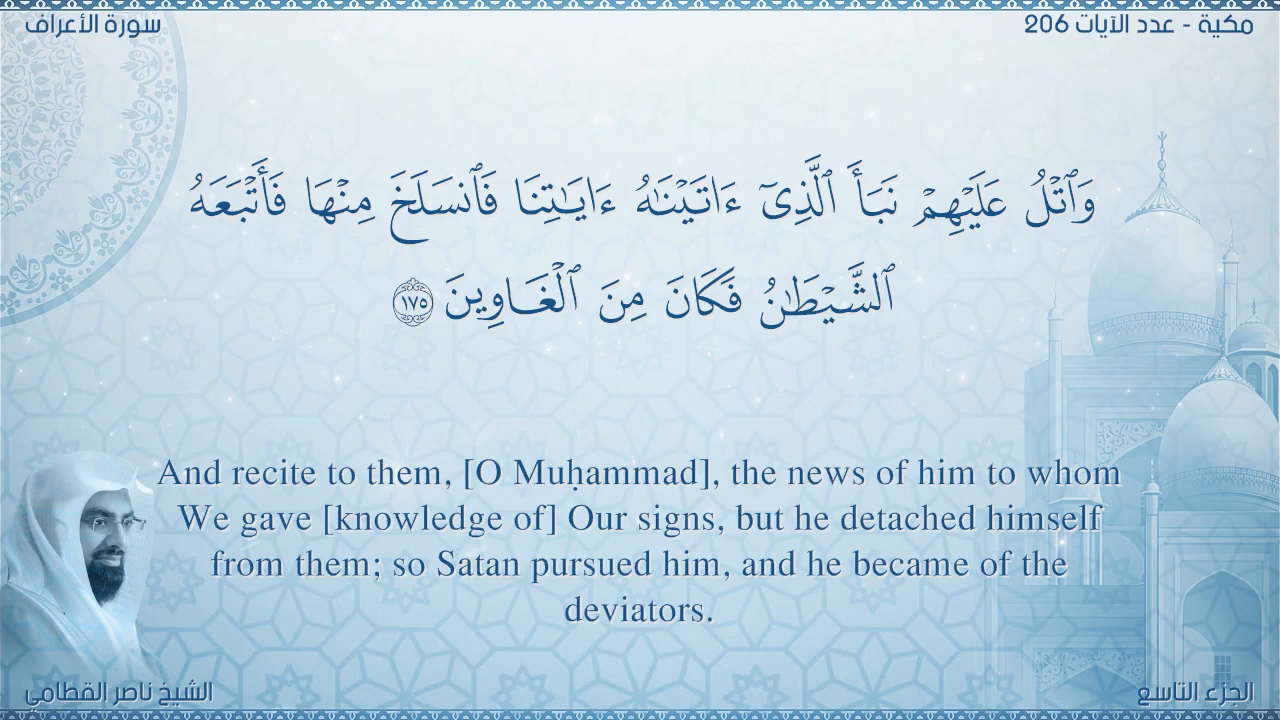 سورة الأعراف
مكية - عدد الآيات 206
وَٱتْلُ عَلَيْهِمْ نَبَأَ ٱلَّذِىٓ ءَاتَيْنَـٰهُ ءَايَـٰتِنَا فَٱنسَلَخَ مِنْهَا فَأَتْبَعَهُ
ٱلشَّيْطَـٰنُ فَكَانَ مِنَ ٱلْغَاوِينَ ١٧٥
And recite to them, [O Muḥammad], the news of him to whom
We gave [knowledge of] Our signs, but he detached himself
from them; so Satan pursued him, and he became of the
deviators.
الشيخ ناصر القطامي
الجزء التاسع